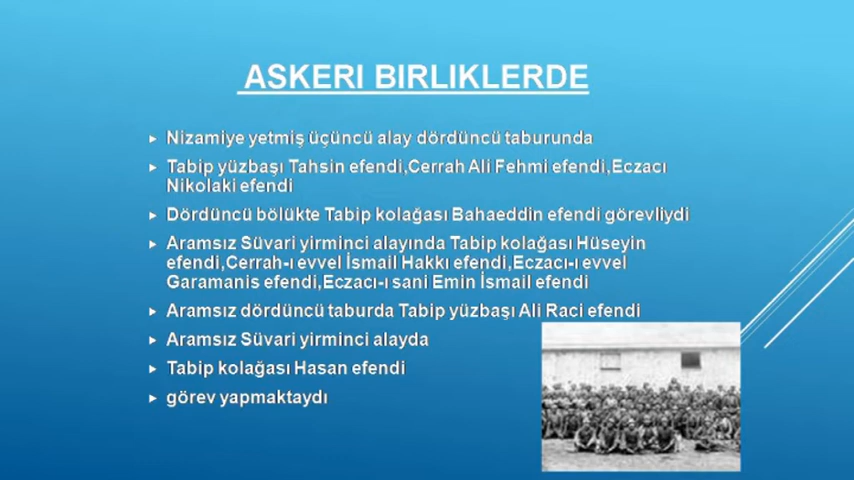 ASKERI BIRLIKLERDE
Nizamiye yetmiş üçüncü alay dördüncü taburunda
Tabip yüzbaşı Tahsin efendi,Cerrah Ali Fehmi efendi,Eczacı
Nikolaki efendi
Dördüncü bölükte Tabip kolağası Bahaeddin efendi görevliydi
Aramsız Süvari yirminci alayında Tabip kolağası Hüseyin
efendi,Cerrah-ı evvel İsmail Hakkı efendi,Eczacı-ı evvel
Garamanis efendi,Eczacı-ı sani Emin İsmail efendi
Aramsız dördüncü taburda Tabip yüzbaşı Ali Raci efendi
Aramsız Süvari yirminci alayda
Tabip kolağası Hasan efendi
görev yapmaktaydı